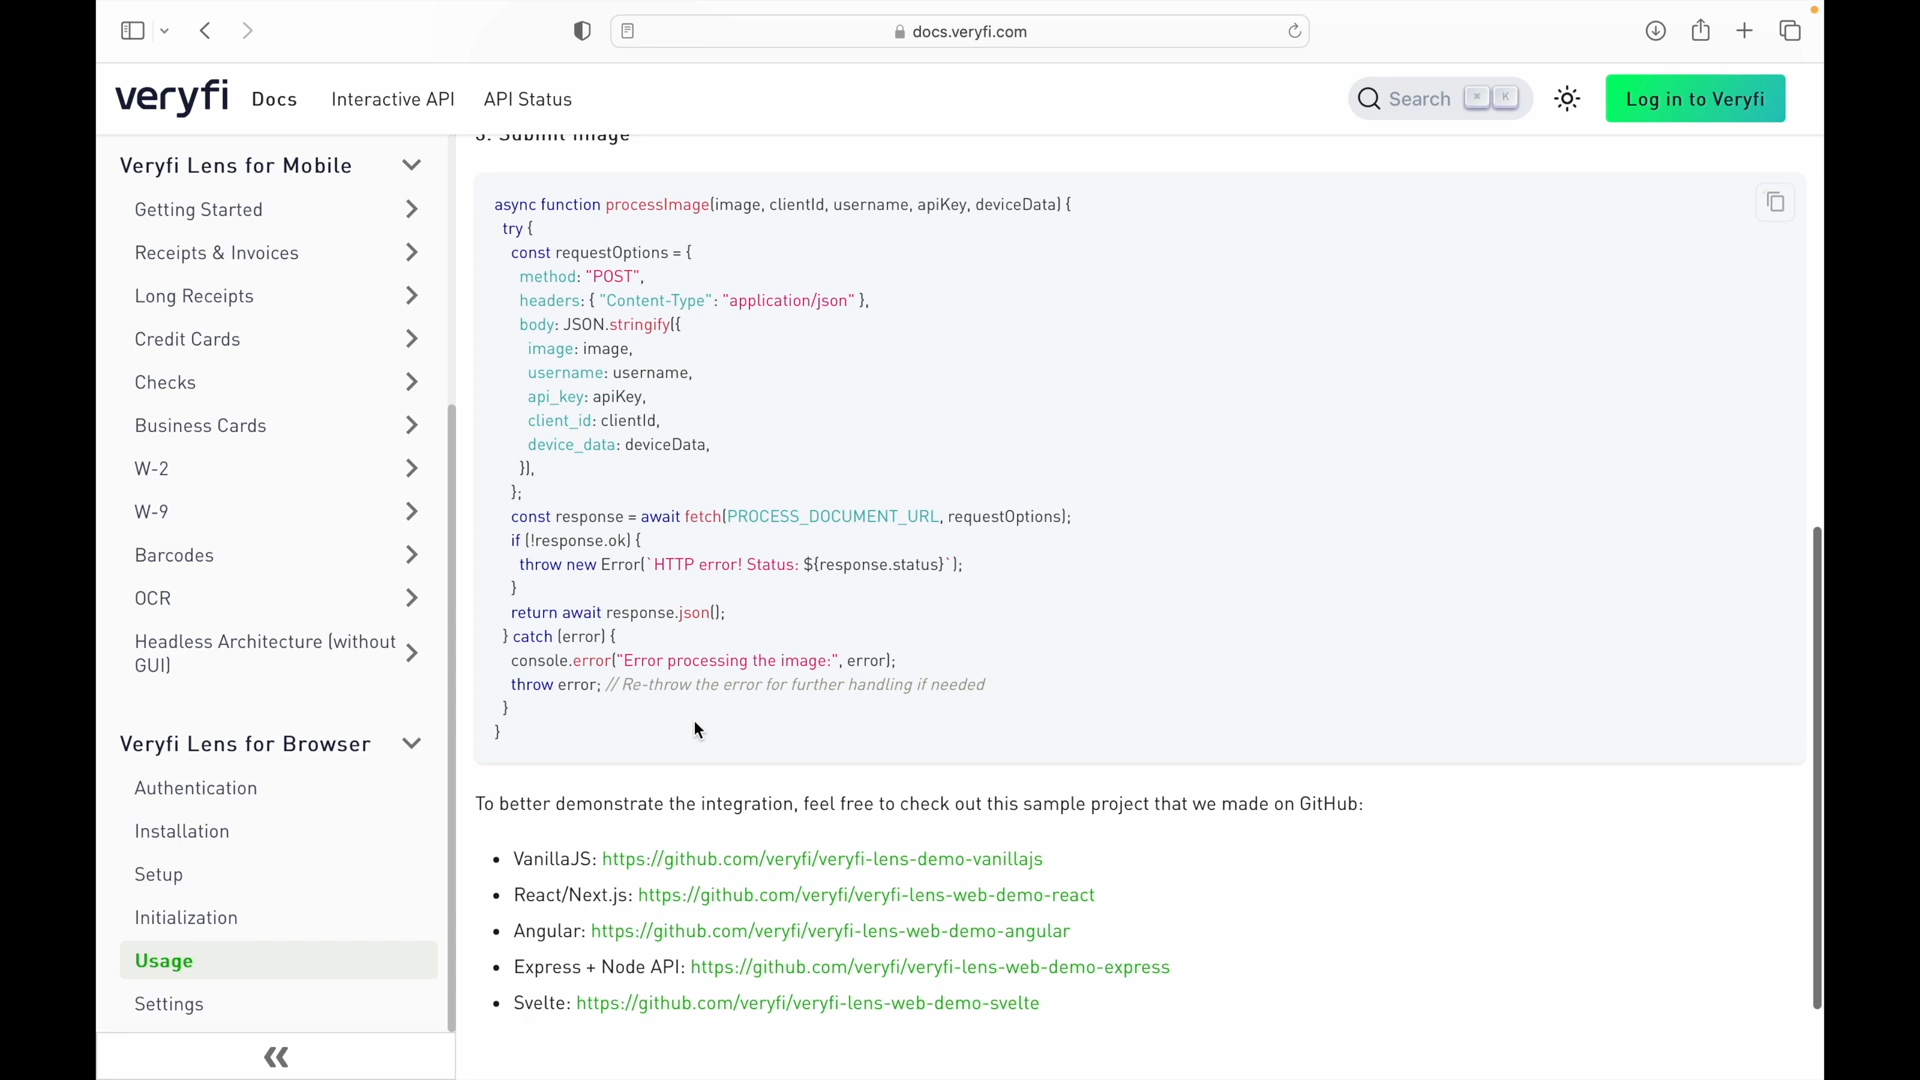 docs.veryfi.com
veryfi
Docs
Interactive API
API Status
Search
K
Log in to Veryfi
Veryfi Lens for Mobile
Getting Started
Receipts & Invoices
Long Receipts
Credit Cards
Checks
Business Cards
W-2
W-9
Barcodes
OCR
Headless Architecture (without
GUI)
Veryfi Lens for Browser
Authentication
Installation
Setup
Initialization
Usage
Settings
Submit Image
async function processImage(image, clientId, username, apiKey, deviceData) {
try {
const requestOptions = {
method: "POST",
headers: { "Content-Type": "application/json" },
body: JSON.stringify({
image: image,
username: username,
api_key: apiKey,
client_id: clientId,
device_data: deviceData,
}),
};
const response = await fetch(PROCESS_DOCUMENT_URL, requestOptions);
if (!response.ok) {
throw new Error(`HTTP error! Status: ${response.status}`);
}
return await response.json();
} catch (error) {
console.error("Error processing the image:", error);
throw error; // Re-throw the error for further handling if needed
}
}
To better demonstrate the integration, feel free to check out this sample project that we made on GitHub:
• VanillaJS: https://github.com/veryfi/veryfi-lens-demo-vanillajs
• React/Next.js: https://github.com/veryfi/veryfi-lens-web-demo-react
• Angular: https://github.com/veryfi/veryfi-lens-web-demo-angular
• Express + Node API: https://github.com/veryfi/veryfi-lens-web-demo-express
• Svelte: https://github.com/veryfi/veryfi-lens-web-demo-svelte